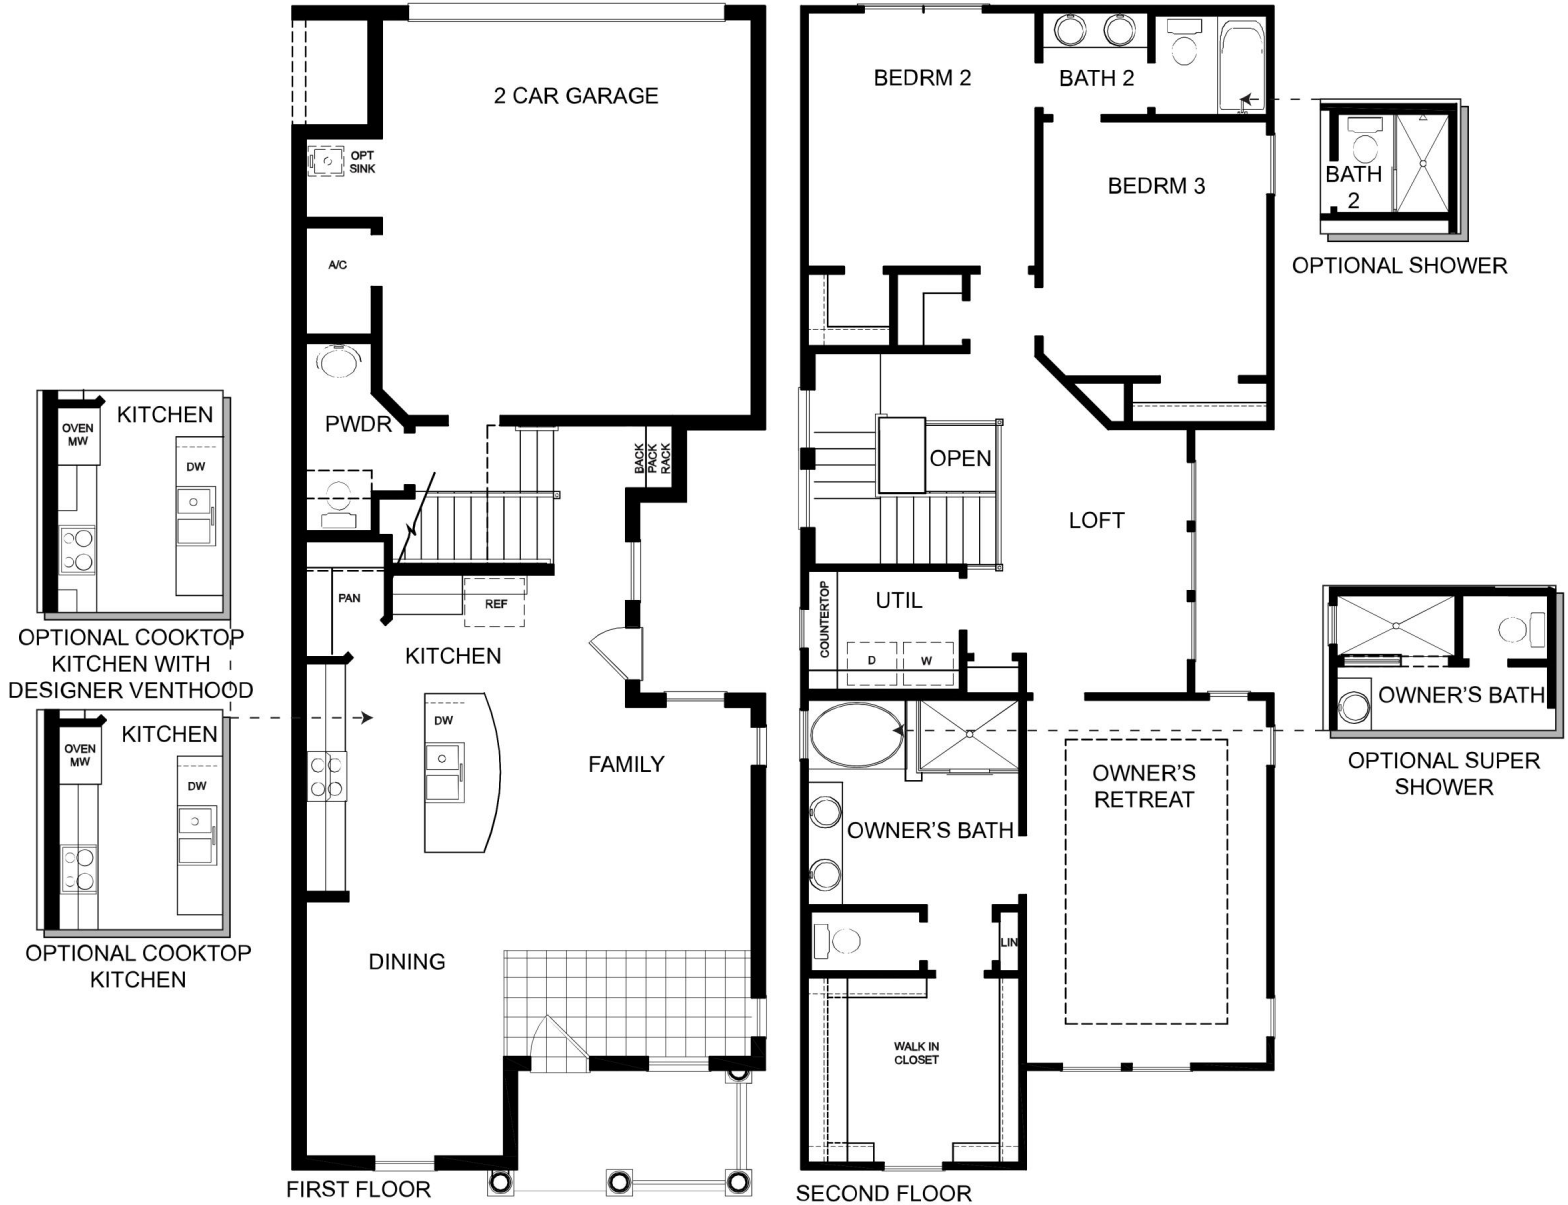 2 CAR GARAGE
OPT
SINK
A/C
PWDR
BACK
PACK
RACK
PAN
REF
KITCHEN
DW
FAMILY
DINING
FIRST FLOOR
KITCHEN
OVEN
MW
DW
OPTIONAL COOKTOP
KITCHEN WITH
DESIGNER VENTHOOD
KITCHEN
OVEN
MW
DW
OPTIONAL COOKTOP
KITCHEN
BEDRM 2
BATH 2
BEDRM 3
OPEN
LOFT
UTIL
COUNTERTOP
D
W
OWNER'S
RETREAT
OWNER'S BATH
LIN
WALK IN
CLOSET
SECOND FLOOR
BATH
2
OPTIONAL SHOWER
OWNER'S BATH
OPTIONAL SUPER
SHOWER